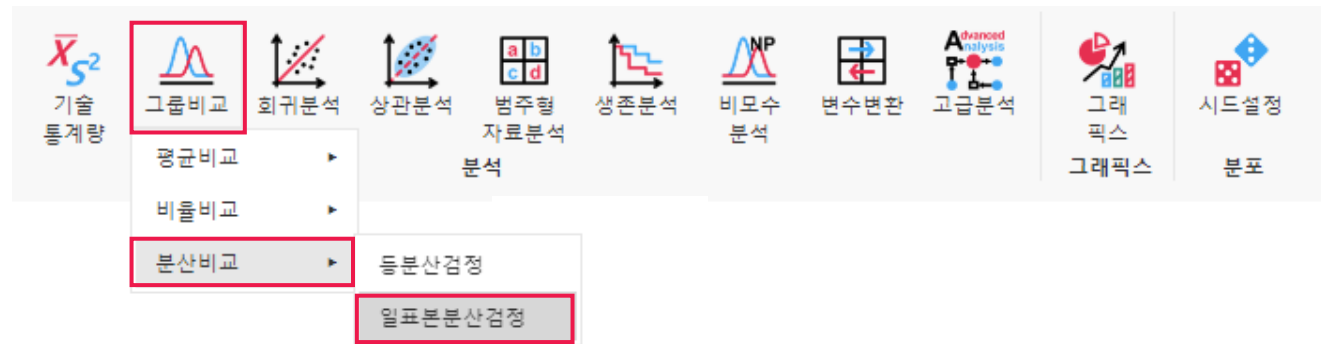 X̄ S²
NP
Advanced
Analysis
a b
c d
기술
통계량
그룹비교
회귀분석
상관분석
범주형
자료분석
생존분석
비모수
분석
변수변환
고급분석
그래
픽스
시드설정
분석
그래픽스
분포
평균비교
비율비교
분산비교
등분산검정
일표본분산검정